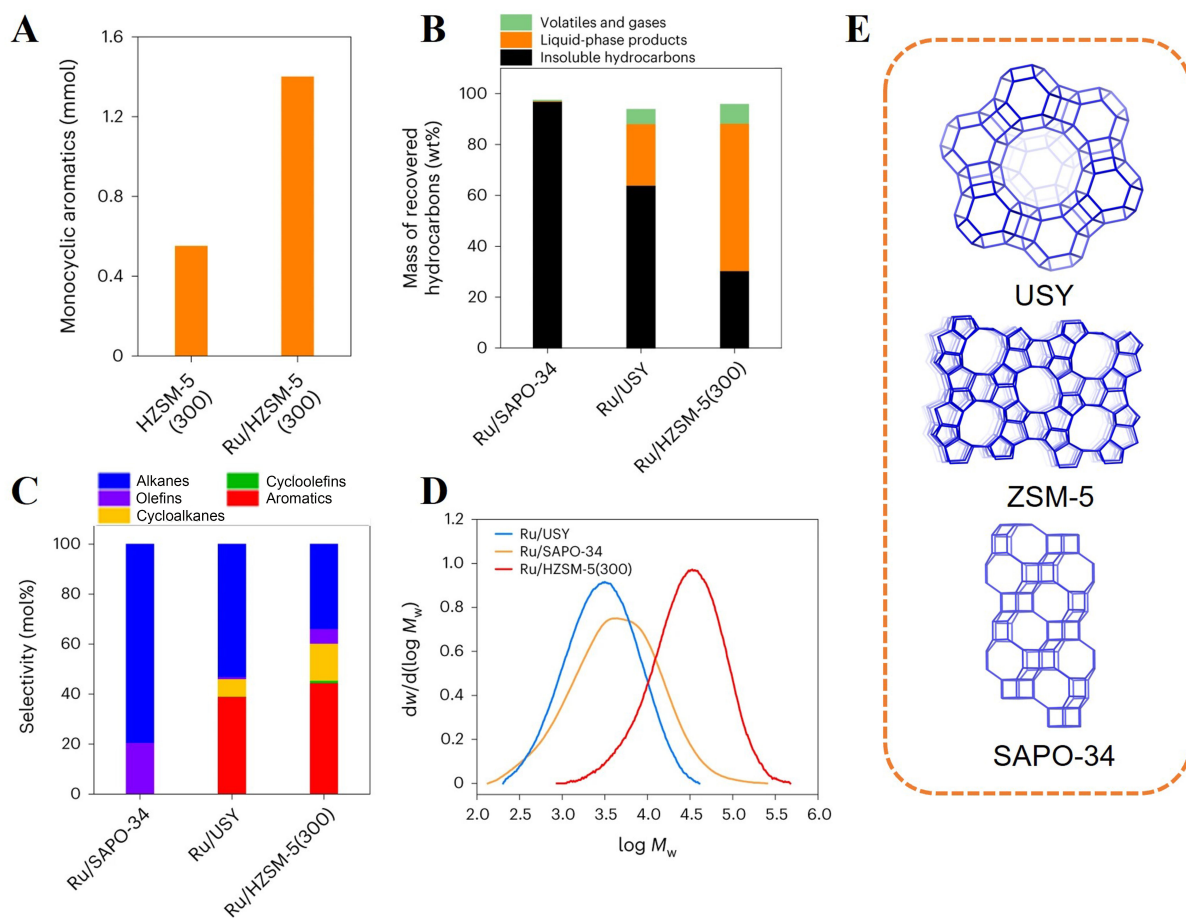 A
Monocyclic aromatics (mmol)
1.6
1.2
0.8
0.4
0
HZSM-5
(300)
Ru/HZSM-5
(300)
B
Volatiles and gases
Liquid-phase products
Insoluble hydrocarbons
Mass of recovered
hydrocarbons (wt%)
100
80
60
40
20
0
Ru/SAPO-34
Ru/USY
Ru/HZSM-5(300)
C
Alkanes
Olefins
Cycloalkanes
Cycloolefins
Aromatics
Selectivity (mol%)
100
80
60
40
20
0
Ru/SAPO-34
Ru/USY
Ru/HZSM-5(300)
D
Ru/USY
Ru/SAPO-34
Ru/HZSM-5(300)
dw/d(log Mw)
1.2
1.0
0.8
0.6
0.4
0.2
0
2.0
2.5
3.0
3.5
4.0
4.5
5.0
5.5
6.0
log Mw
E
USY
ZSM-5
SAPO-34